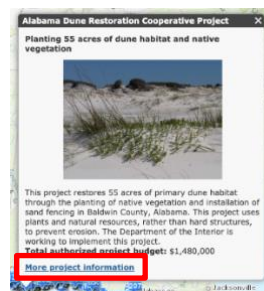 Alabama Dune Restoration Cooperative Project X
Planting 55 acres of dune habitat and native
vegetation
This project restores 55 acres of primary dune habitat
through the planting of native vegetation and installation of
sand fencing in Baldwin County, Alabama. This project uses
plants and natural resources, rather than hard structures,
to prevent erosion. The Department of the Interior is
working to implement this project.
Total authorized project budget: $1,480,000
More project information
Jacksonville